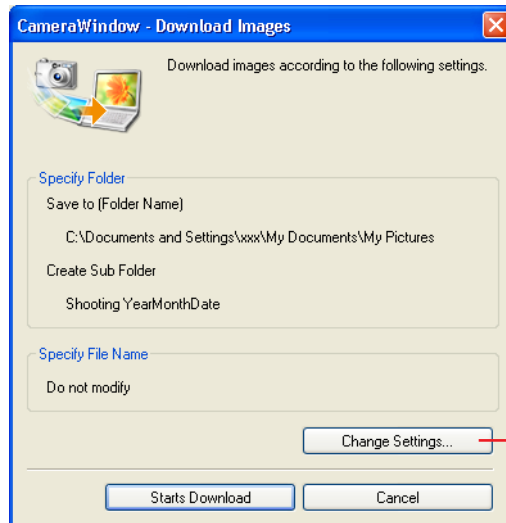 CameraWindow - Download Images
Download images according to the following settings.
Specify Folder
Save to (Folder Name)
C:\Documents and Settings\xxx\My Documents\My Pictures
Create Sub Folder
Shooting YearMonthDate
Specify File Name
Do not modify
Change Settings...
Starts Download
Cancel